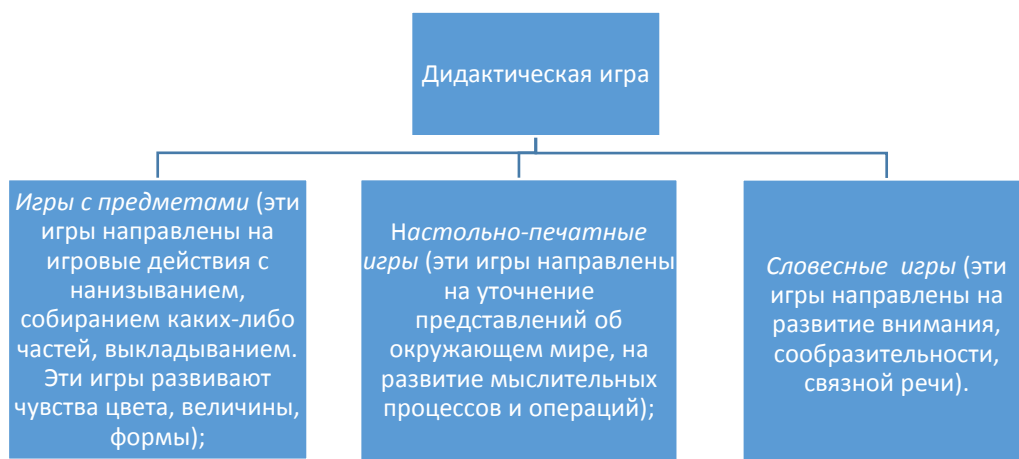 Дидактическая игра
Игры с предметами (эти
игры направлены на
игровые действия с
нанизыванием,
собиранием каких-либо
частей, выкладыванием.
Эти игры развивают
чувства цвета, величины,
формы);
Настольно-печатные
игры (эти игры направлены
на уточнение
представлений об
окружающем мире, на
развитие мыслительных
процессов и операций);
Словесные  игры (эти
игры направлены на
развитие внимания,
сообразительности,
связной речи).